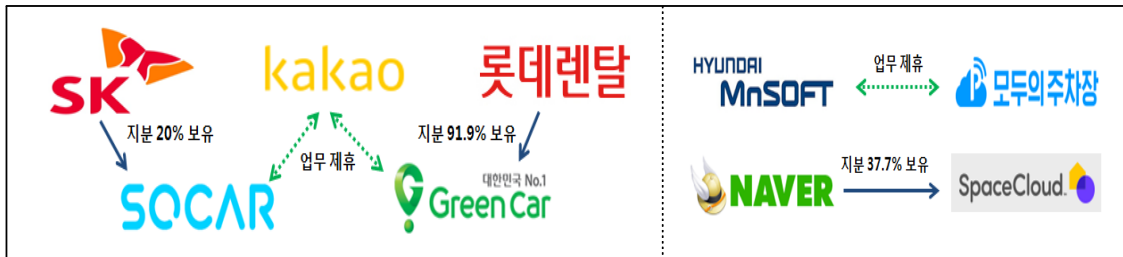 SK
kakao
롯데렌탈
지분 20% 보유
업무 제휴
지분 91.9% 보유
SOCAR
대한민국 No.1
Green Car
HYUNDAI
MnSOFT
업무 제휴
P 모두의주차장
NAVER
지분 37.7% 보유
SpaceCloud.